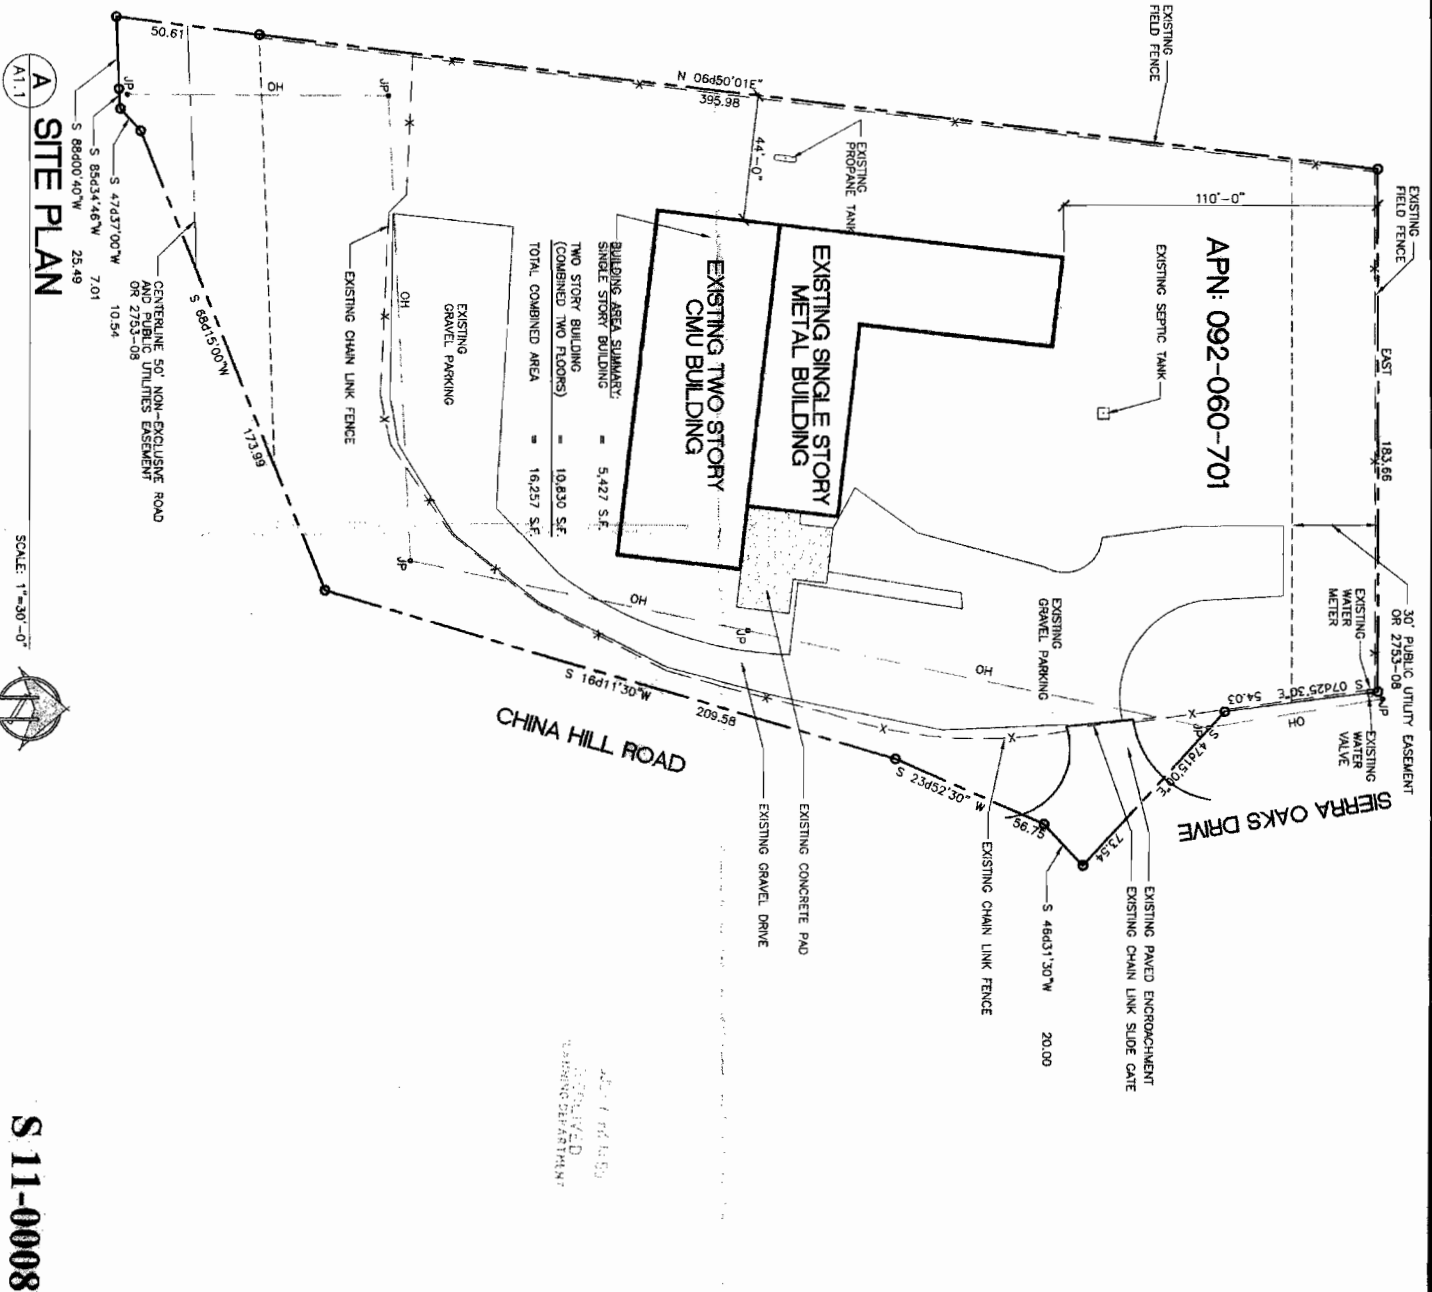 EXISTING
FIELD FENCE
EXISTING
FIELD FENCE
EAST 183.66
30' PUBLIC UTILITY EASEMENT
OR 2753-08
110'-0"
APN: 092-060-701
EXISTING SEPTIC TANK
EXISTING
WATER
METER
EXISTING
WATER
VALVE
JP
S 07d25'30"E
54.03
OH
SIERRA OAKS DRIVE
JP
S 47d15'00"E
73.54
N 06d50'01E"
395.98
44'-0"
EXISTING
PROPANE TANK
EXISTING SINGLE STORY
METAL BUILDING
EXISTING TWO STORY
CMU BUILDING
BUILDING AREA SUMMARY:
SINGLE STORY BUILDING = 5,427 S.F.
TWO STORY BUILDING
(COMBINED TWO FLOORS) = 10,830 S.F.
TOTAL COMBINED AREA = 16,257 S.F.
EXISTING
GRAVEL PARKING
OH
EXISTING PAVED ENCROACHMENT
EXISTING CHAIN LINK SLIDE GATE
S 46d31'30"W 20.00
EXISTING CHAIN LINK FENCE
S 23d52'30" W
56.75
EXISTING CONCRETE PAD
EXISTING GRAVEL DRIVE
JP
OH
EXISTING
GRAVEL PARKING
OH
JP
EXISTING CHAIN LINK FENCE
S 16d11'30"W
209.58
CHINA HILL ROAD
50.61
JP
OH
JP
S 68d15'00"W
173.99
CENTERLINE 50' NON-EXCLUSIVE ROAD
AND PUBLIC UTILITIES EASEMENT
OR 2753-08
S 47d37'00"W 10.54
S 85d34'46"W 7.01
S 88d00'40"W 25.49
A
A1.1
SITE PLAN
SCALE: 1"=30'-0"
RECEIVED
PLANNING DEPARTMENT
S 11-0008